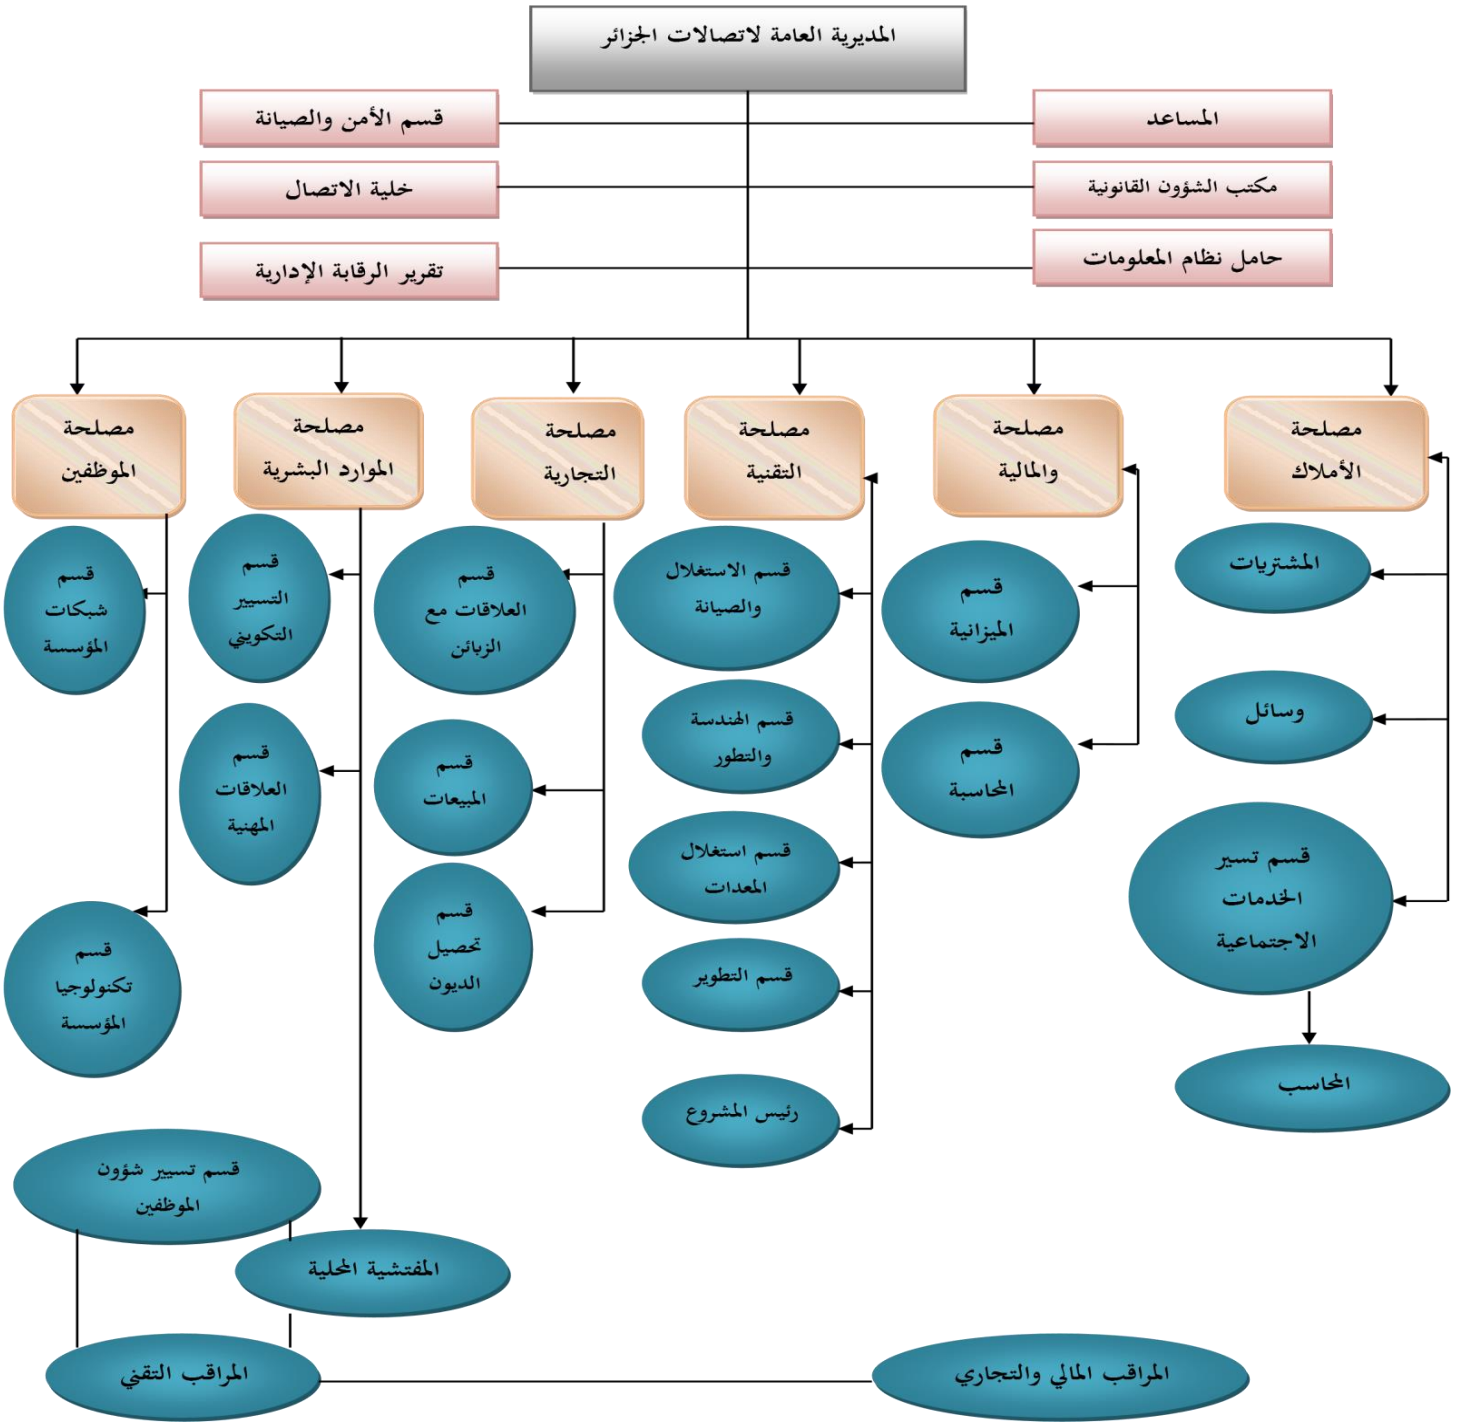 المديرية العامة لاتصالات الجزائر
المساعد
قسم الأمن والصيانة
مكتب الشؤون القانونية
خلية الاتصال
حامل نظام المعلومات
تقرير الرقابة الإدارية
مصلحة
الأملاك
مصلحة
والمالية
مصلحة
التقنية
مصلحة
التجارية
مصلحة
الموارد البشرية
مصلحة
الموظفين
المشتريات
وسائل
قسم تسير
الخدمات
الاجتماعية
المحاسب
قسم
الميزانية
قسم
المحاسبة
قسم الاستغلال
والصيانة
قسم الهندسة
والتطور
قسم استغلال
المعدات
قسم التطوير
رئيس المشروع
قسم
العلاقات مع
الزبائن
قسم
المبيعات
قسم
تحصيل
الديون
قسم
التسيير
التكويني
قسم
العلاقات
المهنية
المفتشية المحلية
قسم
شبكات
المؤسسة
قسم
تكنولوجيا
المؤسسة
قسم تسيير شؤون
الموظفين
المراقب المالي والتجاري
المراقب التقني